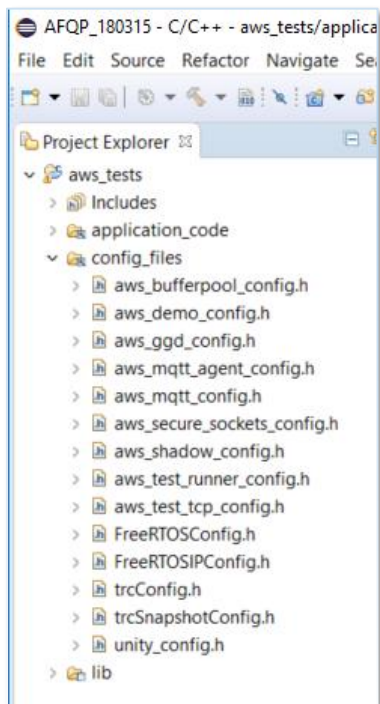 AFQP_180315 - C/C++ - aws_tests/applica
File Edit Source Refactor Navigate Sea
Project Explorer
aws_tests
Includes
application_code
config_files
aws_bufferpool_config.h
aws_demo_config.h
aws_ggd_config.h
aws_mqtt_agent_config.h
aws_mqtt_config.h
aws_secure_sockets_config.h
aws_shadow_config.h
aws_test_runner_config.h
aws_test_tcp_config.h
FreeRTOSConfig.h
FreeRTOSIPConfig.h
trcConfig.h
trcSnapshotConfig.h
unity_config.h
lib